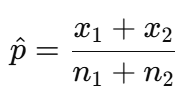 p̂ = (x₁ + x₂) / (n₁ + n₂)